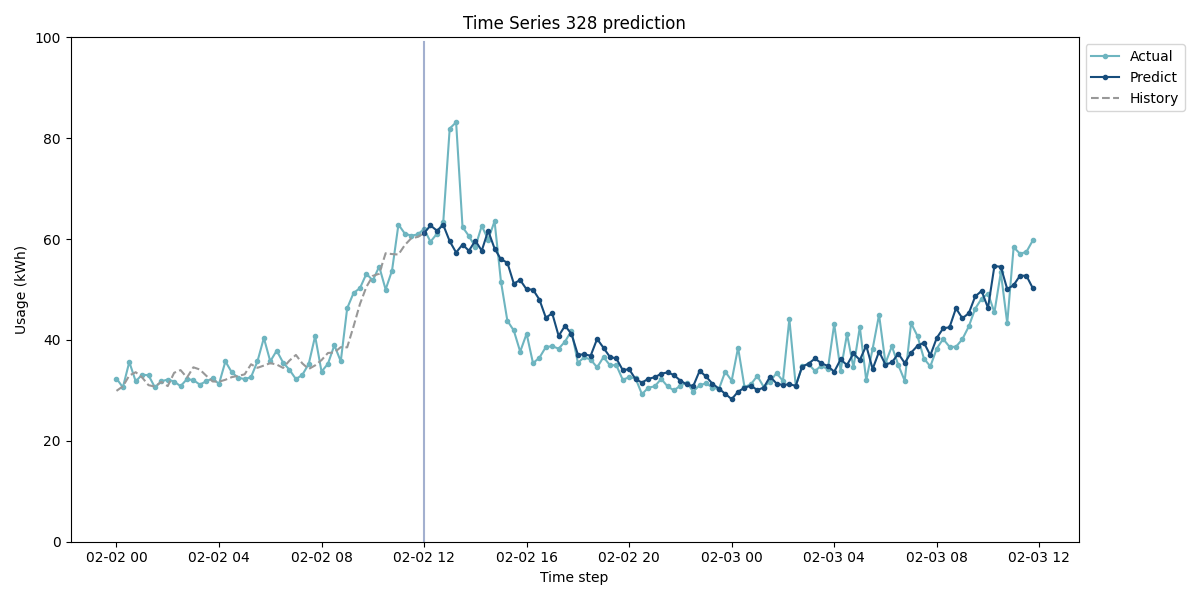 Time Series 328 prediction
100
80
60
40
20
0
Usage (kWh)
02-02 00
02-02 04
02-02 08
02-02 12
02-02 16
02-02 20
02-03 00
02-03 04
02-03 08
02-03 12
Time step
Actual
Predict
History